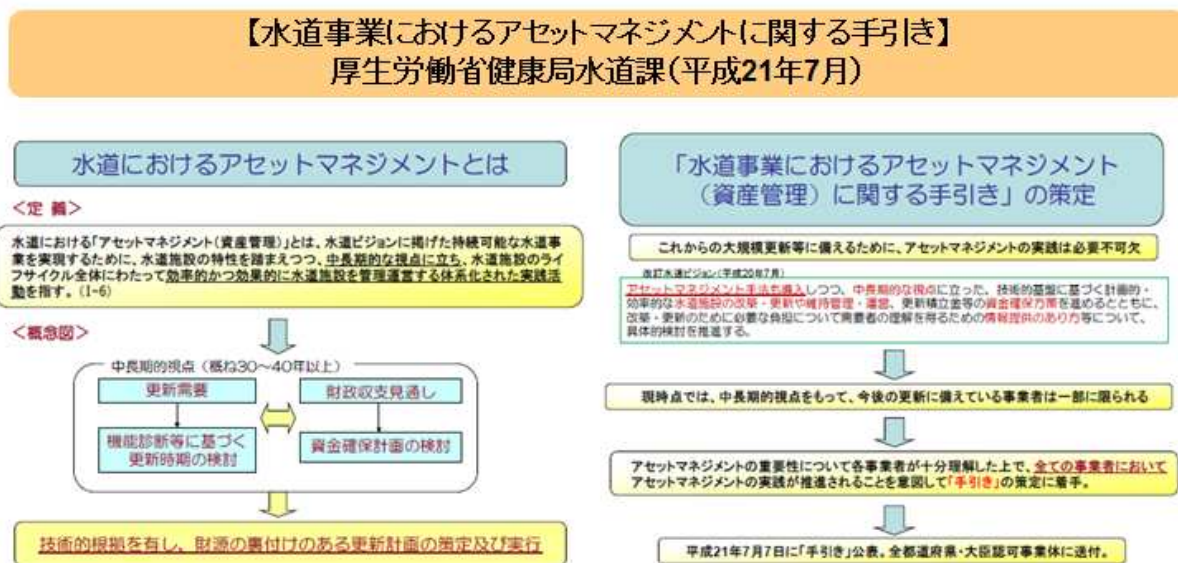 【水道事業におけるアセットマネジメントに関する手引き】
厚生労働省健康局水道課(平成21年7月)
水道におけるアセットマネジメントとは
＜定 義＞
水道における「アセットマネジメント(資産管理)」とは、水道ビジョンに掲げた持続可能な水道事
業を実現するために、水道施設の特性を踏まえつつ、中長期的な視点に立ち、水道施設のライ
フサイクル全体にわたって効率的かつ効果的に水道施設を管理運営する体系化された実践活
動を指す。(Ⅰ-6)
＜概念図＞
中長期的視点（概ね30～40年以上）
更新需要
財政収支見通し
機能診断等に基づく
更新時期の検討
資金確保計画の検討
技術的根拠を有し、財源の裏付けのある更新計画の策定及び実行
「水道事業におけるアセットマネジメント
（資産管理）に関する手引き」の策定
これからの大規模更新等に備えるために、アセットマネジメントの実践は必要不可欠
改訂水道ビジョン(平成20年7月)
アセットマネジメント手法も導入しつつ、中長期的な視点に立った、技術的基盤に基づく計画的・
効率的な水道施設の改築・更新や維持管理・運営、更新積立金等の資金確保方策を進めるとともに、
改築・更新のために必要な負担について需要者の理解を得るための情報提供のあり方等について、
具体的検討を推進する。
現時点では、中長期的視点をもって、今後の更新に備えている事業者は一部に限られる
アセットマネジメントの重要性について各事業者が十分理解した上で、全ての事業者において
アセットマネジメントの実践が推進されることを意図して「手引き」の策定に着手。
平成21年7月7日に「手引き」公表。全都道府県・大臣認可事業体に送付。